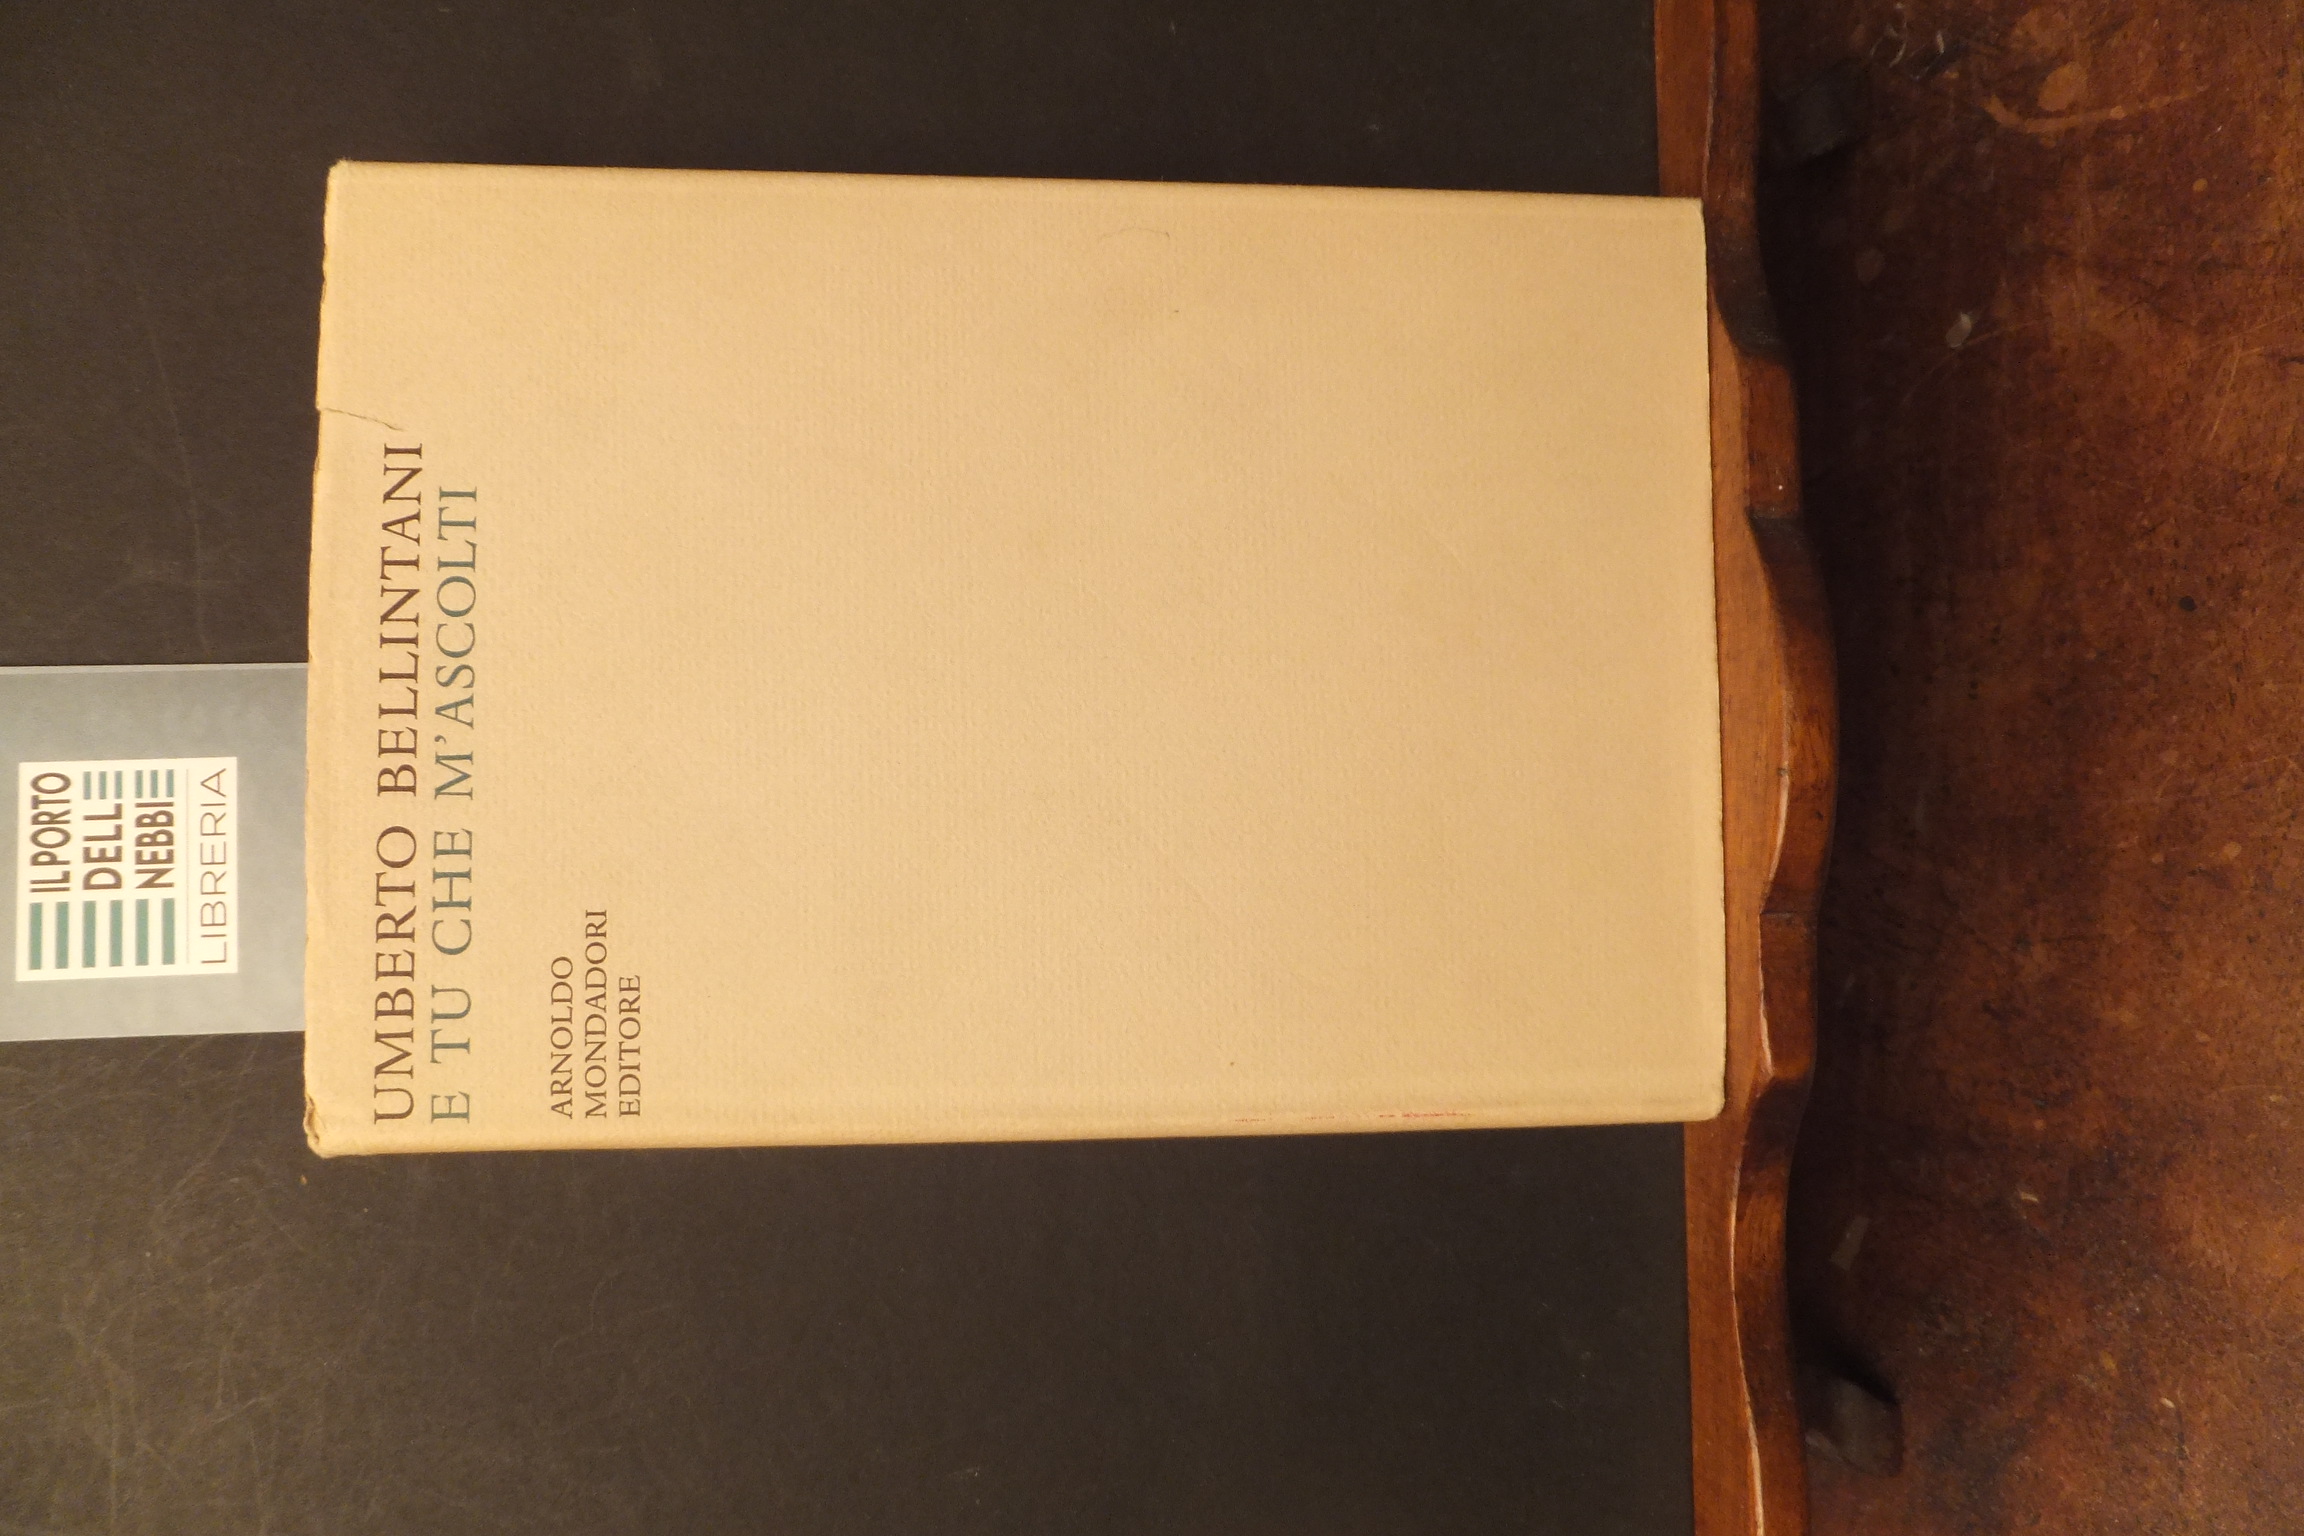 IL PORTO
DELLE
NEBBIE
LIBRERIA
UMBERTO BELLINTANI
E TU CHE M'ASCOLTI
ARNOLDO
MONDADORI
EDITORE